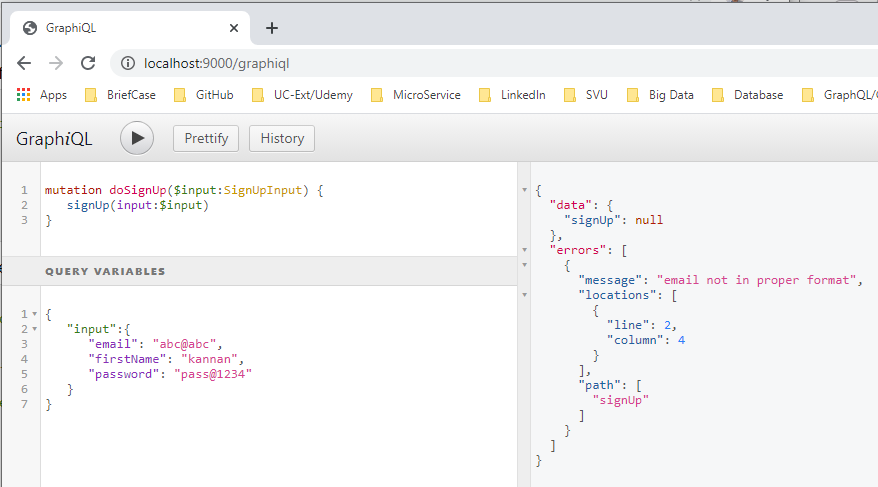 GraphiQL
localhost:9000/graphiql
Apps BriefCase GitHub UC-Ext/Udemy MicroService LinkedIn SVU Big Data Database GraphQL/
GraphiQL Prettify History
1 mutation doSignUp($input:SignUpInput) {
2 signUp(input:$input)
3 }
QUERY VARIABLES
1 {
2 "input":{
3 "email": "abc@abc",
4 "firstName": "kannan",
5 "password": "pass@1234"
6 }
7 }
{
"data": {
"signUp": null
},
"errors": [
{
"message": "email not in proper format",
"locations": [
{
"line": 2,
"column": 4
}
],
"path": [
"signUp"
]
}
]
}